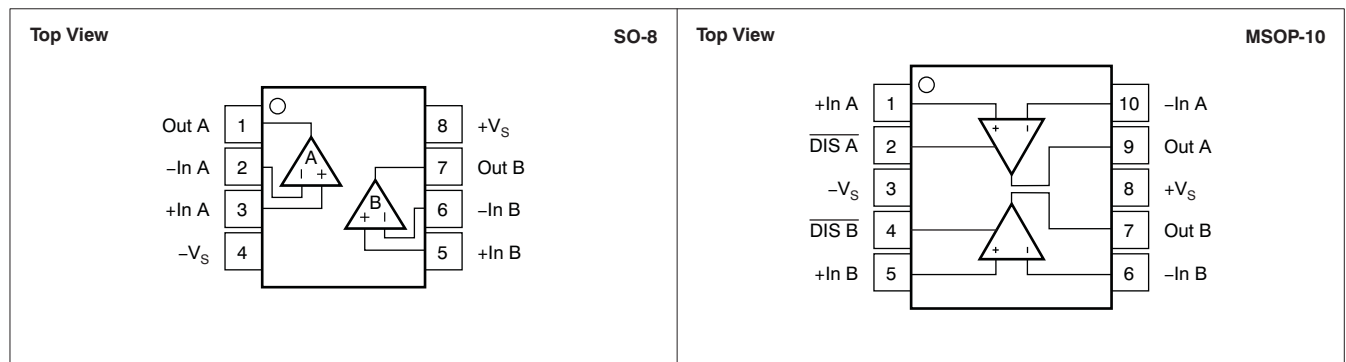 Top View SO-8
Out A 1
−In A 2
+In A 3
−VS 4
8 +VS
7 Out B
6 −In B
5 +In B
A
− +
B
+ −
Top View MSOP-10
+In A 1
DIS A 2
−VS 3
DIS B 4
+In B 5
10 −In A
9 Out A
8 +VS
7 Out B
6 −In B
+ −
+ −